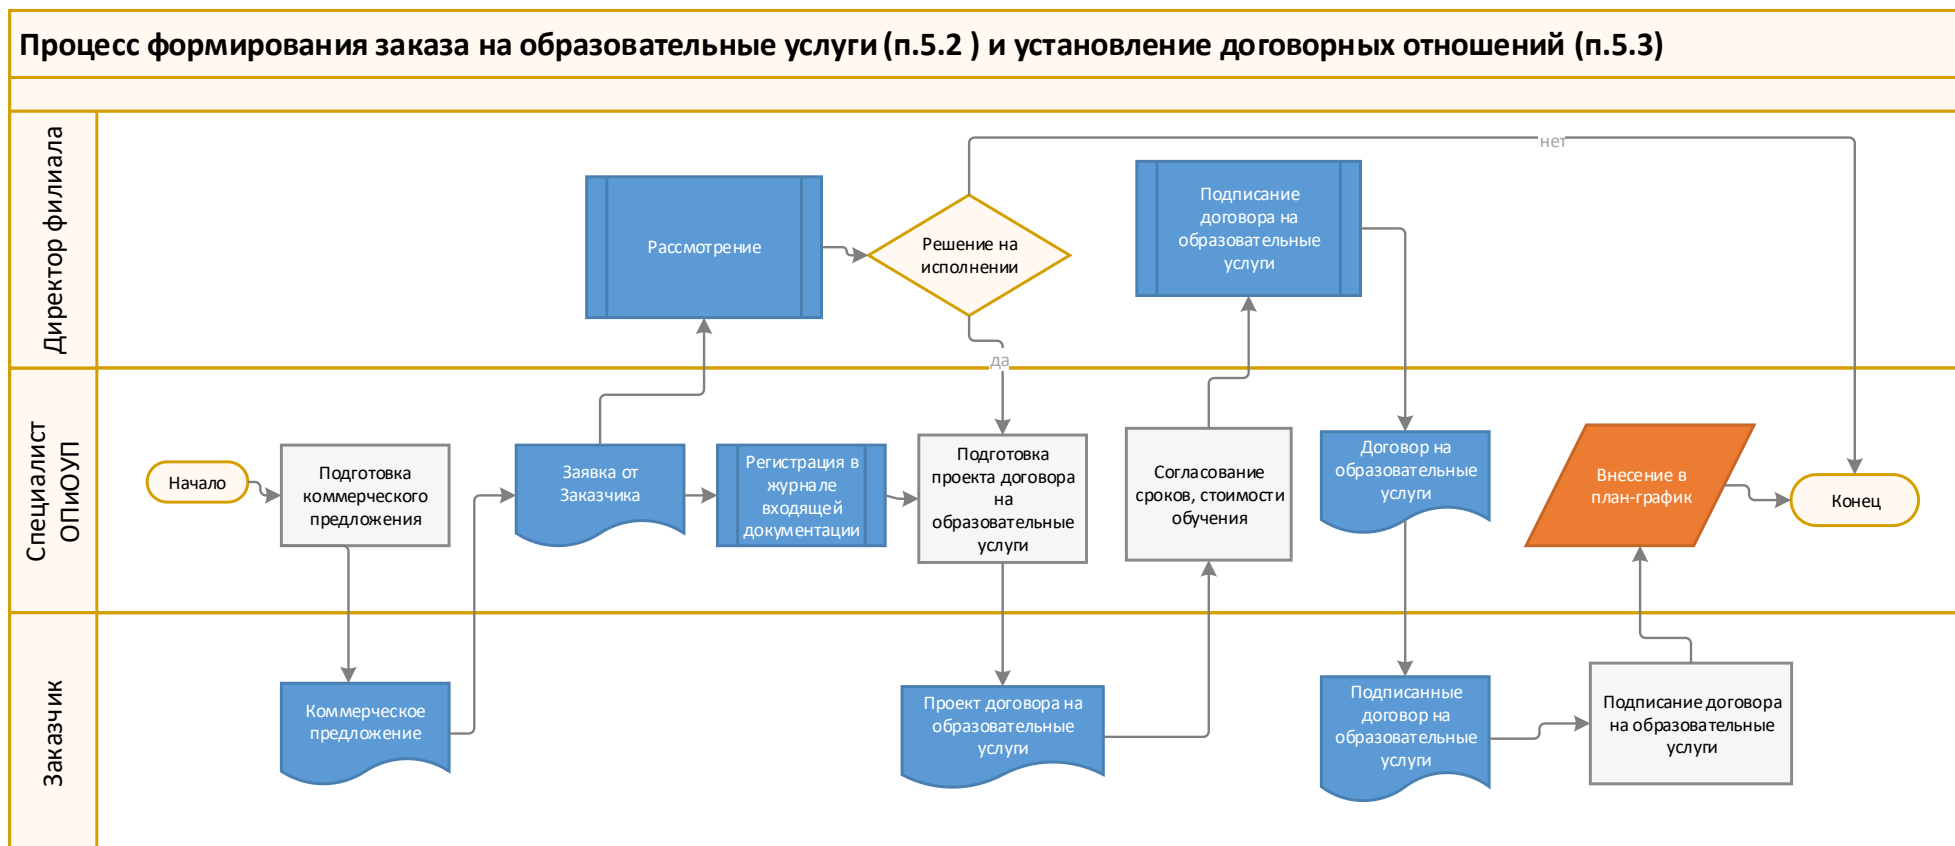 Процесс формирования заказа на образовательные услуги (п.5.2 ) и установление договорных отношений (п.5.3)
Директор филиала
нет
Рассмотрение
Решение на
исполнении
Подписание
договора на
образовательные
услуги
да
Специалист
ОПиОУП
Начало
Подготовка
коммерческого
предложения
Заявка от
Заказчика
Регистрация в
журнале
входящей
документации
Подготовка
проекта договора
на
образовательные
услуги
Согласование
сроков, стоимости
обучения
Договор на
образовательные
услуги
Внесение в
план-график
Конец
Заказчик
Коммерческое
предложение
Проект договора на
образовательные
услуги
Подписанные
договор на
образовательные
услуги
Подписание договора
на образовательные
услуги